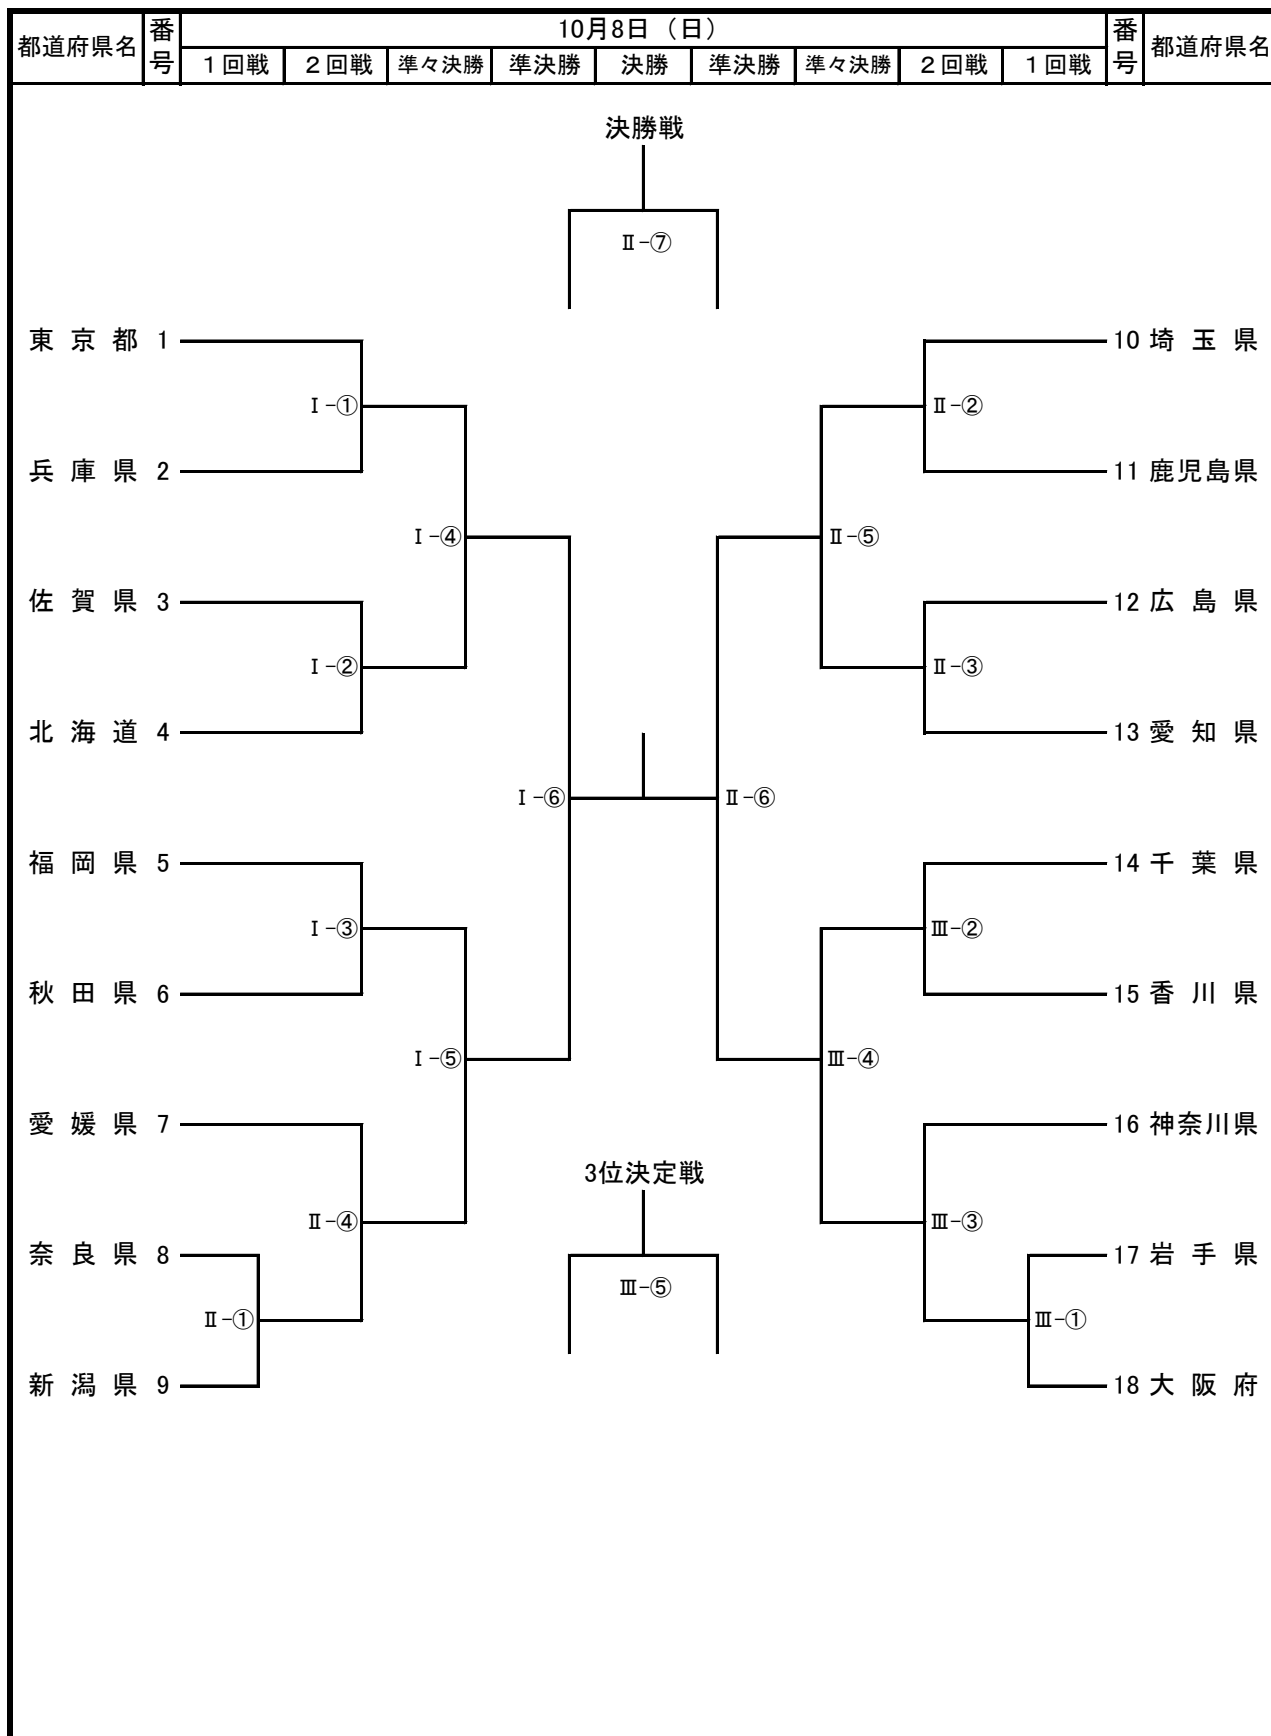 都道府県名 番号 10月8日（日） 番号 都道府県名
１回戦 ２回戦 準々決勝 準決勝 決勝 準決勝 準々決勝 ２回戦 １回戦
決勝戦
Ⅱ-⑦
東京都 1 10 埼玉県
Ⅰ-① Ⅱ-②
兵庫県 2 11 鹿児島県
Ⅰ-④ Ⅱ-⑤
佐賀県 3 12 広島県
Ⅰ-② Ⅱ-③
北海道 4 13 愛知県
Ⅰ-⑥ Ⅱ-⑥
福岡県 5 14 千葉県
Ⅰ-③ Ⅲ-②
秋田県 6 15 香川県
Ⅰ-⑤ Ⅲ-④
愛媛県 7 16 神奈川県
3位決定戦
Ⅱ-④ Ⅲ-③
奈良県 8 17 岩手県
Ⅲ-⑤
Ⅱ-① Ⅲ-①
新潟県 9 18 大阪府